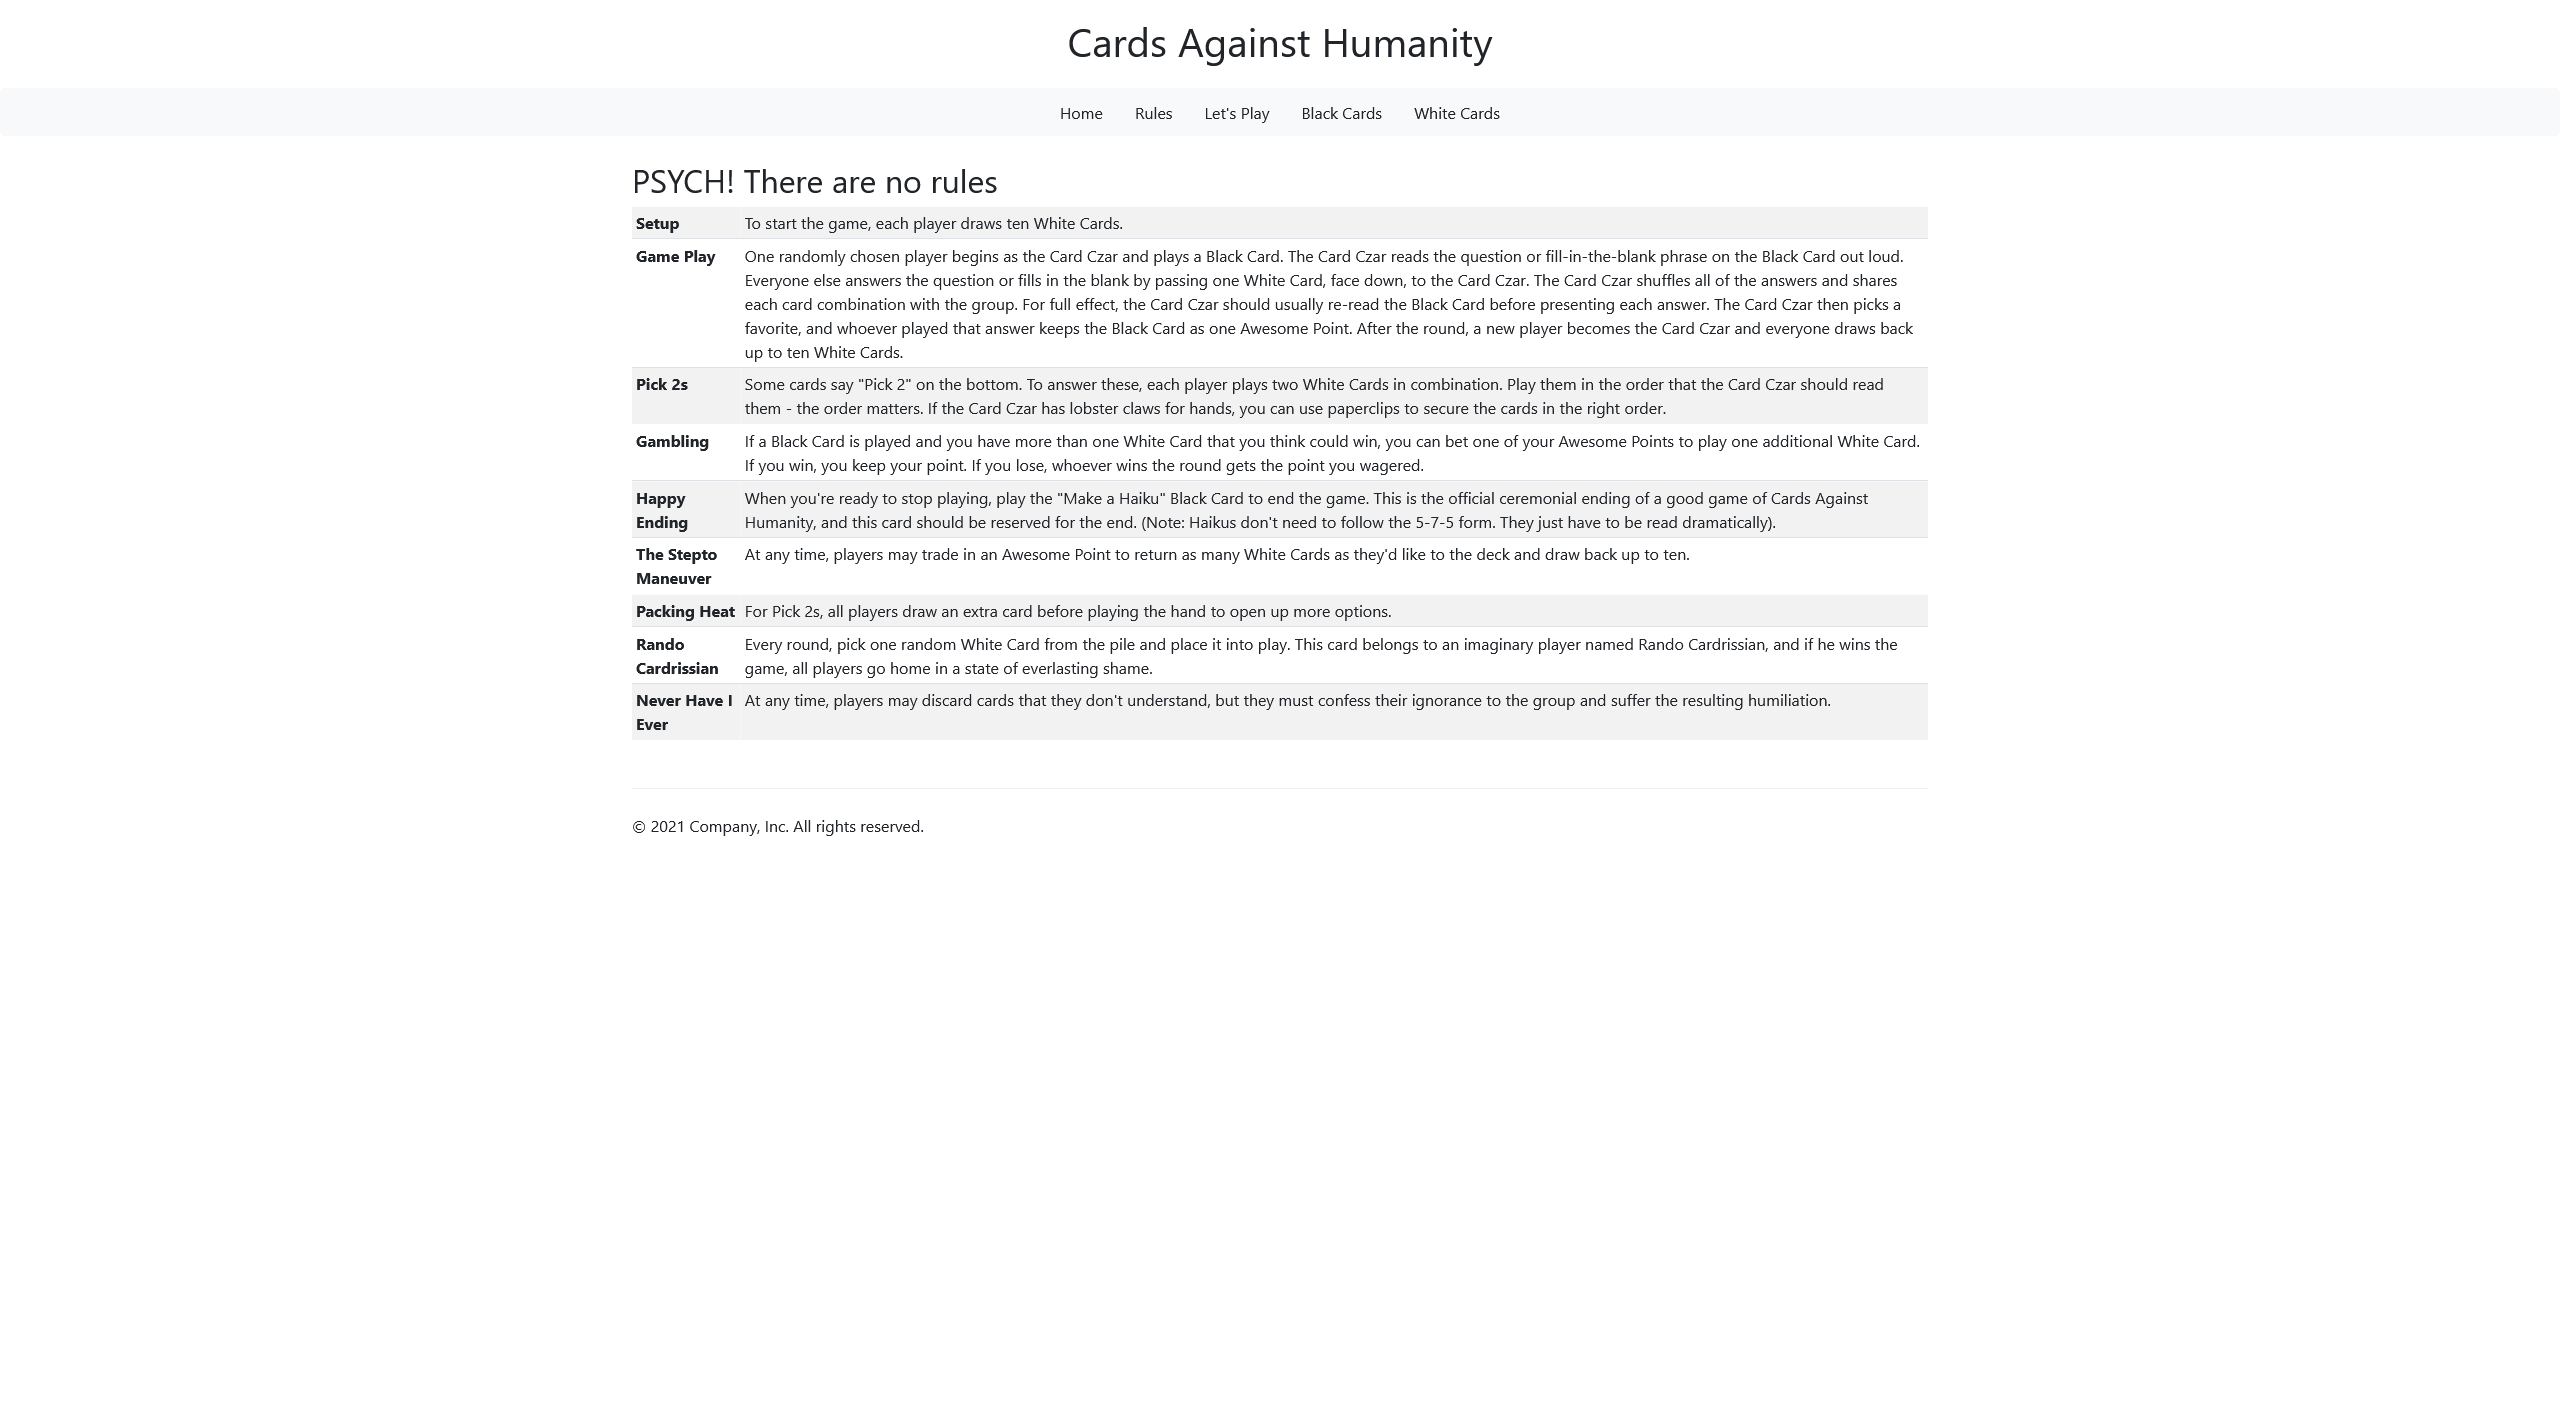 Cards Against Humanity
Home Rules Let's Play Black Cards White Cards
PSYCH! There are no rules
Setup To start the game, each player draws ten White Cards.
Game Play One randomly chosen player begins as the Card Czar and plays a Black Card. The Card Czar reads the question or fill-in-the-blank phrase on the Black Card out loud.
Everyone else answers the question or fills in the blank by passing one White Card, face down, to the Card Czar. The Card Czar shuffles all of the answers and shares
each card combination with the group. For full effect, the Card Czar should usually re-read the Black Card before presenting each answer. The Card Czar then picks a
favorite, and whoever played that answer keeps the Black Card as one Awesome Point. After the round, a new player becomes the Card Czar and everyone draws back
up to ten White Cards.
Pick 2s Some cards say "Pick 2" on the bottom. To answer these, each player plays two White Cards in combination. Play them in the order that the Card Czar should read
them - the order matters. If the Card Czar has lobster claws for hands, you can use paperclips to secure the cards in the right order.
Gambling If a Black Card is played and you have more than one White Card that you think could win, you can bet one of your Awesome Points to play one additional White Card.
If you win, you keep your point. If you lose, whoever wins the round gets the point you wagered.
Happy When you're ready to stop playing, play the "Make a Haiku" Black Card to end the game. This is the official ceremonial ending of a good game of Cards Against
Ending Humanity, and this card should be reserved for the end. (Note: Haikus don't need to follow the 5-7-5 form. They just have to be read dramatically).
The Stepto At any time, players may trade in an Awesome Point to return as many White Cards as they'd like to the deck and draw back up to ten.
Maneuver
Packing Heat For Pick 2s, all players draw an extra card before playing the hand to open up more options.
Rando Every round, pick one random White Card from the pile and place it into play. This card belongs to an imaginary player named Rando Cardrissian, and if he wins the
Cardrissian game, all players go home in a state of everlasting shame.
Never Have I At any time, players may discard cards that they don't understand, but they must confess their ignorance to the group and suffer the resulting humiliation.
Ever
© 2021 Company, Inc. All rights reserved.